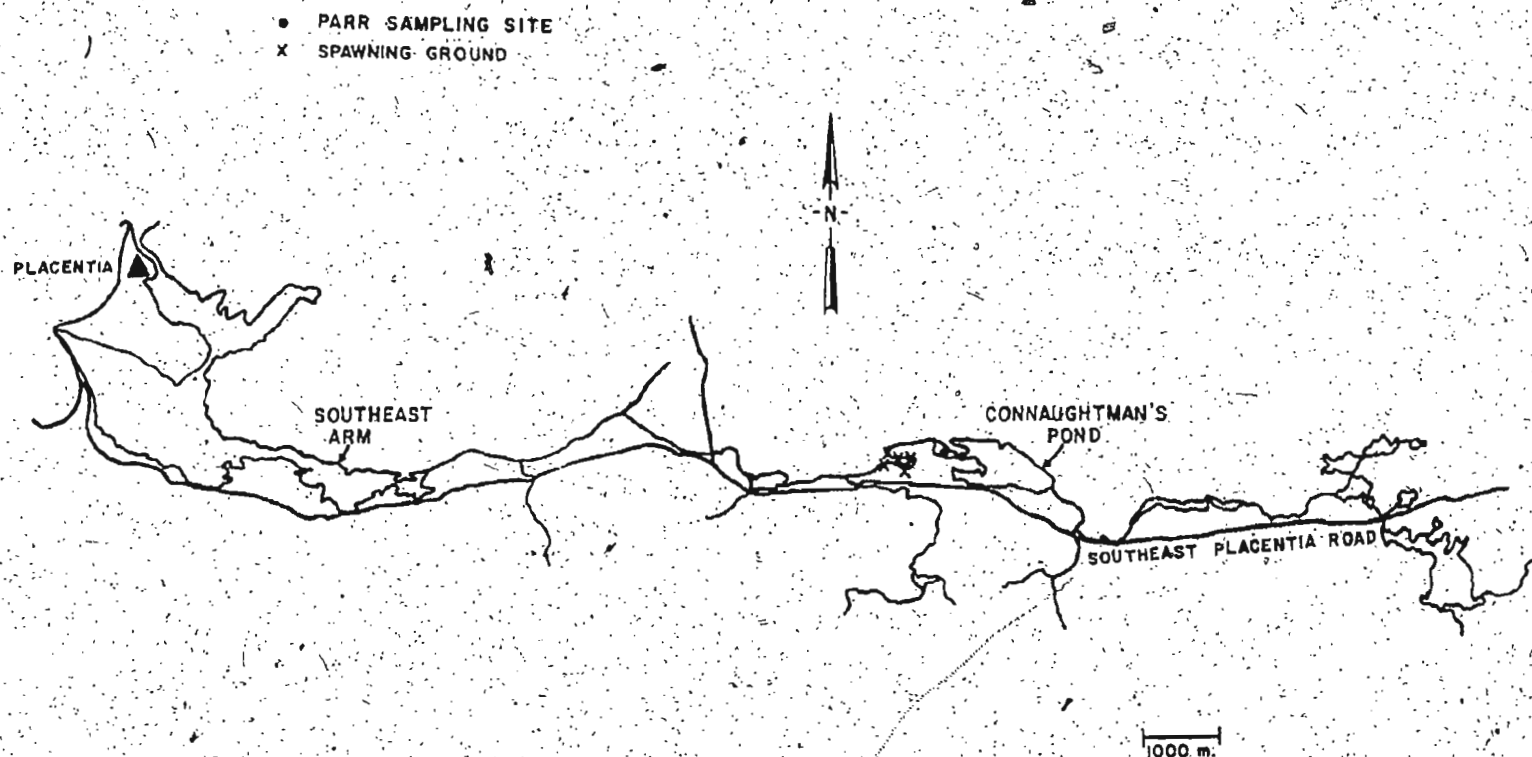 PARR SAMPLING SITE
x SPAWNING GROUND
-N-
PLACENTIA
SOUTHEAST
ARM
CONNAUGHTMAN'S
POND
SOUTHEAST PLACENTIA ROAD
1000 m.